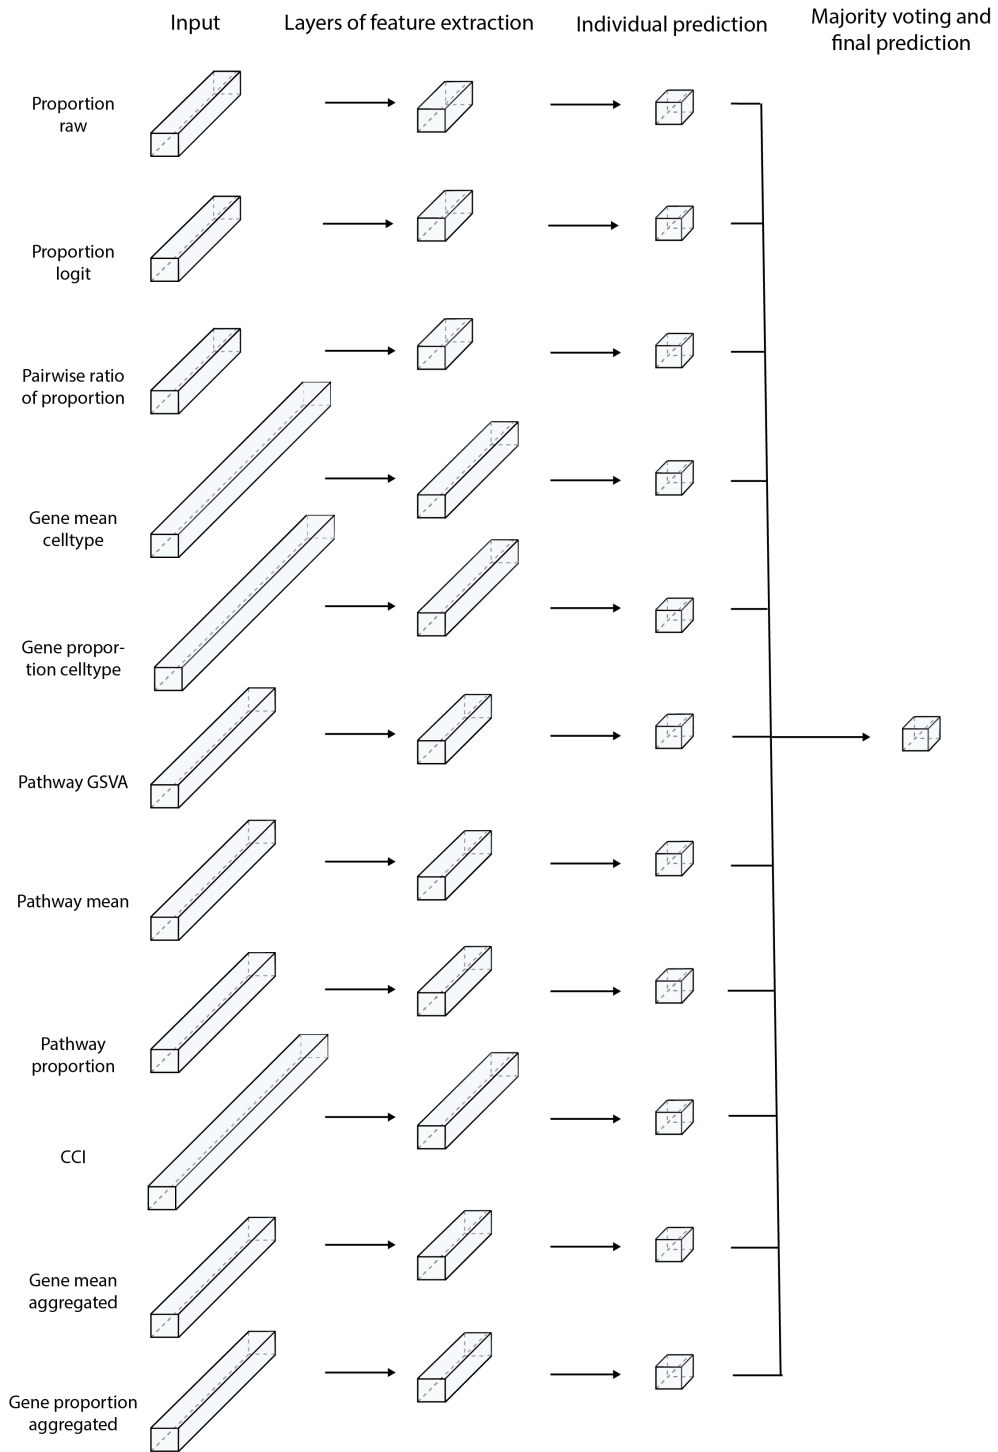 Input
Layers of feature extraction
Individual prediction
Majority voting and
final prediction
Proportion
raw
Proportion
logit
Pairwise ratio
of proportion
Gene mean
celltype
Gene propor-
tion celltype
Pathway GSVA
Pathway mean
Pathway
proportion
CCI
Gene mean
aggregated
Gene proportion
aggregated